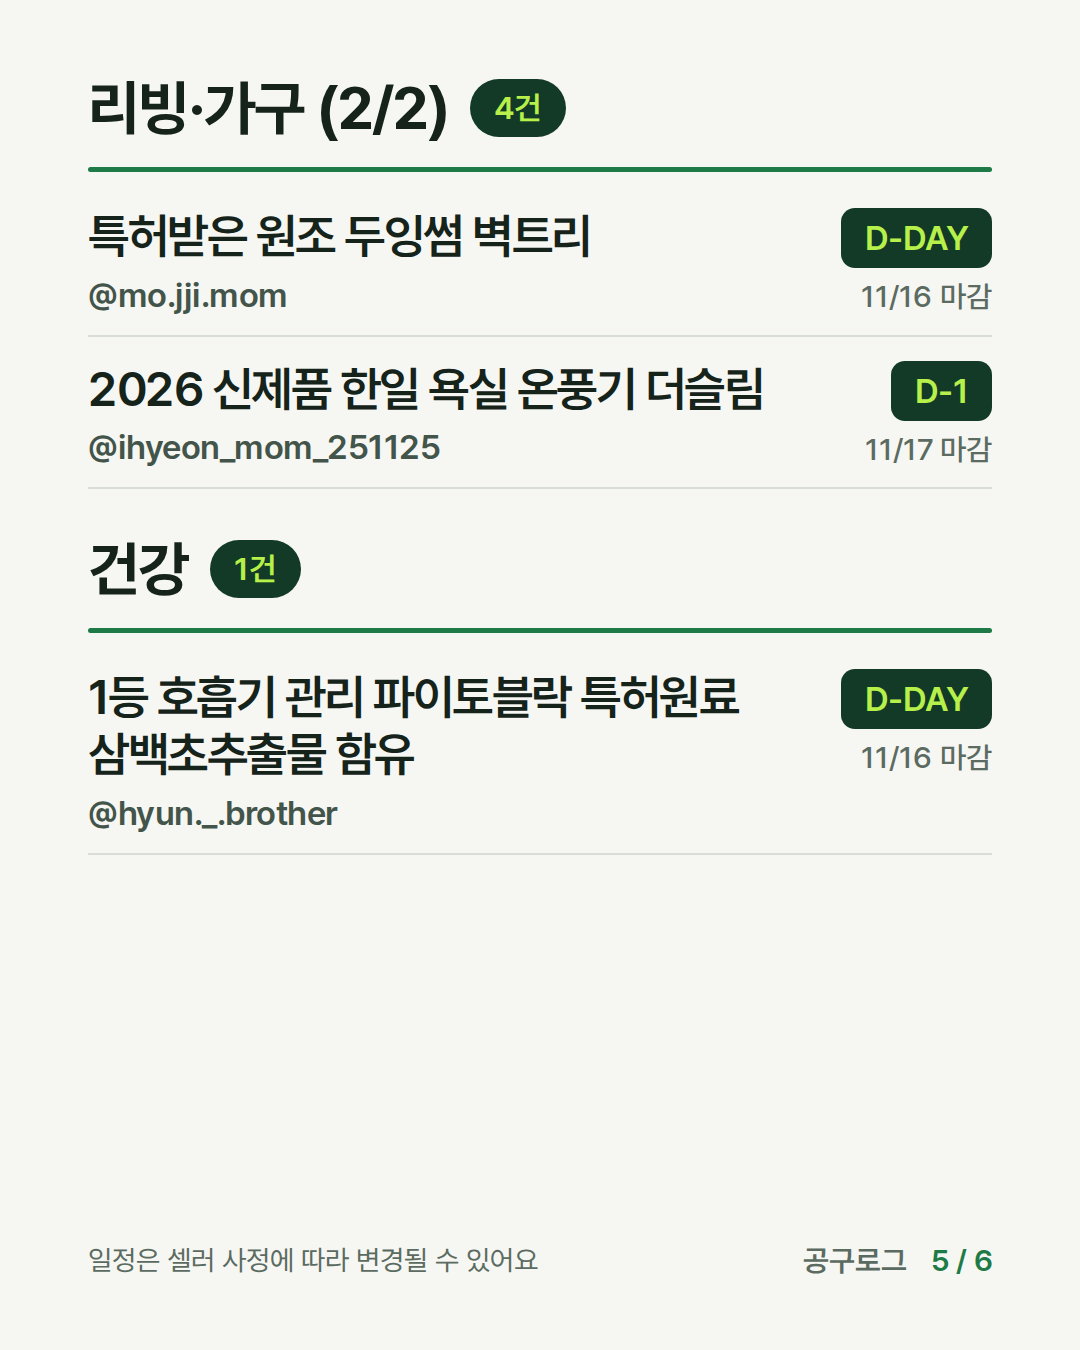 리빙·가구 (2/2) 4건
특허받은 원조 두잉썸 벽트리 D-DAY
@mo.jji.mom 11/16 마감
2026 신제품 한일 욕실 온풍기 더슬림 D-1
@ihyeon_mom_251125 11/17 마감
건강 1건
1등 호흡기 관리 파이토블락 특허원료 D-DAY
삼백초추출물 함유 11/16 마감
@hyun._.brother
일정은 셀러 사정에 따라 변경될 수 있어요 공구로그 5 / 6